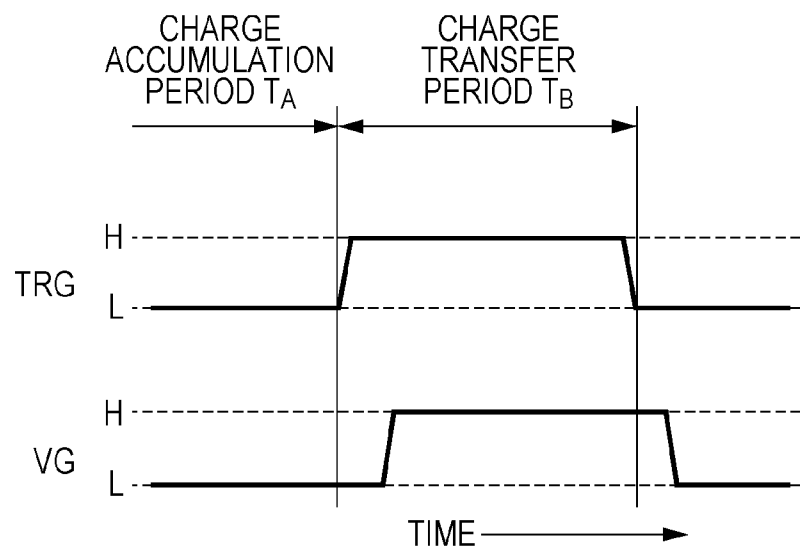 CHARGE
ACCUMULATION
PERIOD TA
CHARGE
TRANSFER
PERIOD TB
H
TRG
L
H
VG
L
TIME